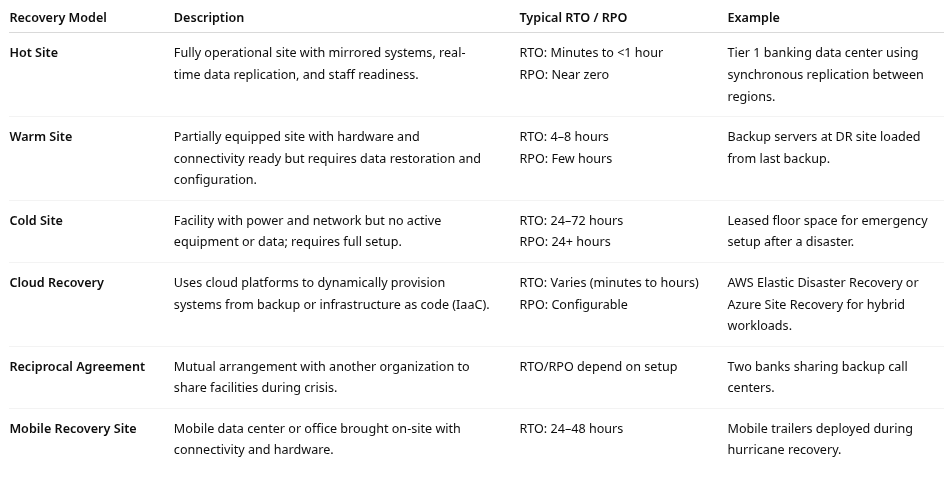 Recovery Model Description Typical RTO / RPO Example
Hot Site Fully operational site with mirrored systems, real- RTO: Minutes to <1 hour Tier 1 banking data center using
time data replication, and staff readiness. RPO: Near zero synchronous replication between
regions.
Warm Site Partially equipped site with hardware and RTO: 4–8 hours Backup servers at DR site loaded
connectivity ready but requires data restoration and RPO: Few hours from last backup.
configuration.
Cold Site Facility with power and network but no active RTO: 24–72 hours Leased floor space for emergency
equipment or data; requires full setup. RPO: 24+ hours setup after a disaster.
Cloud Recovery Uses cloud platforms to dynamically provision RTO: Varies (minutes to hours) AWS Elastic Disaster Recovery or
systems from backup or infrastructure as code (IaaC). RPO: Configurable Azure Site Recovery for hybrid
workloads.
Reciprocal Agreement Mutual arrangement with another organization to RTO/RPO depend on setup Two banks sharing backup call
share facilities during crisis. centers.
Mobile Recovery Site Mobile data center or office brought on-site with RTO: 24–48 hours Mobile trailers deployed during
connectivity and hardware. hurricane recovery.